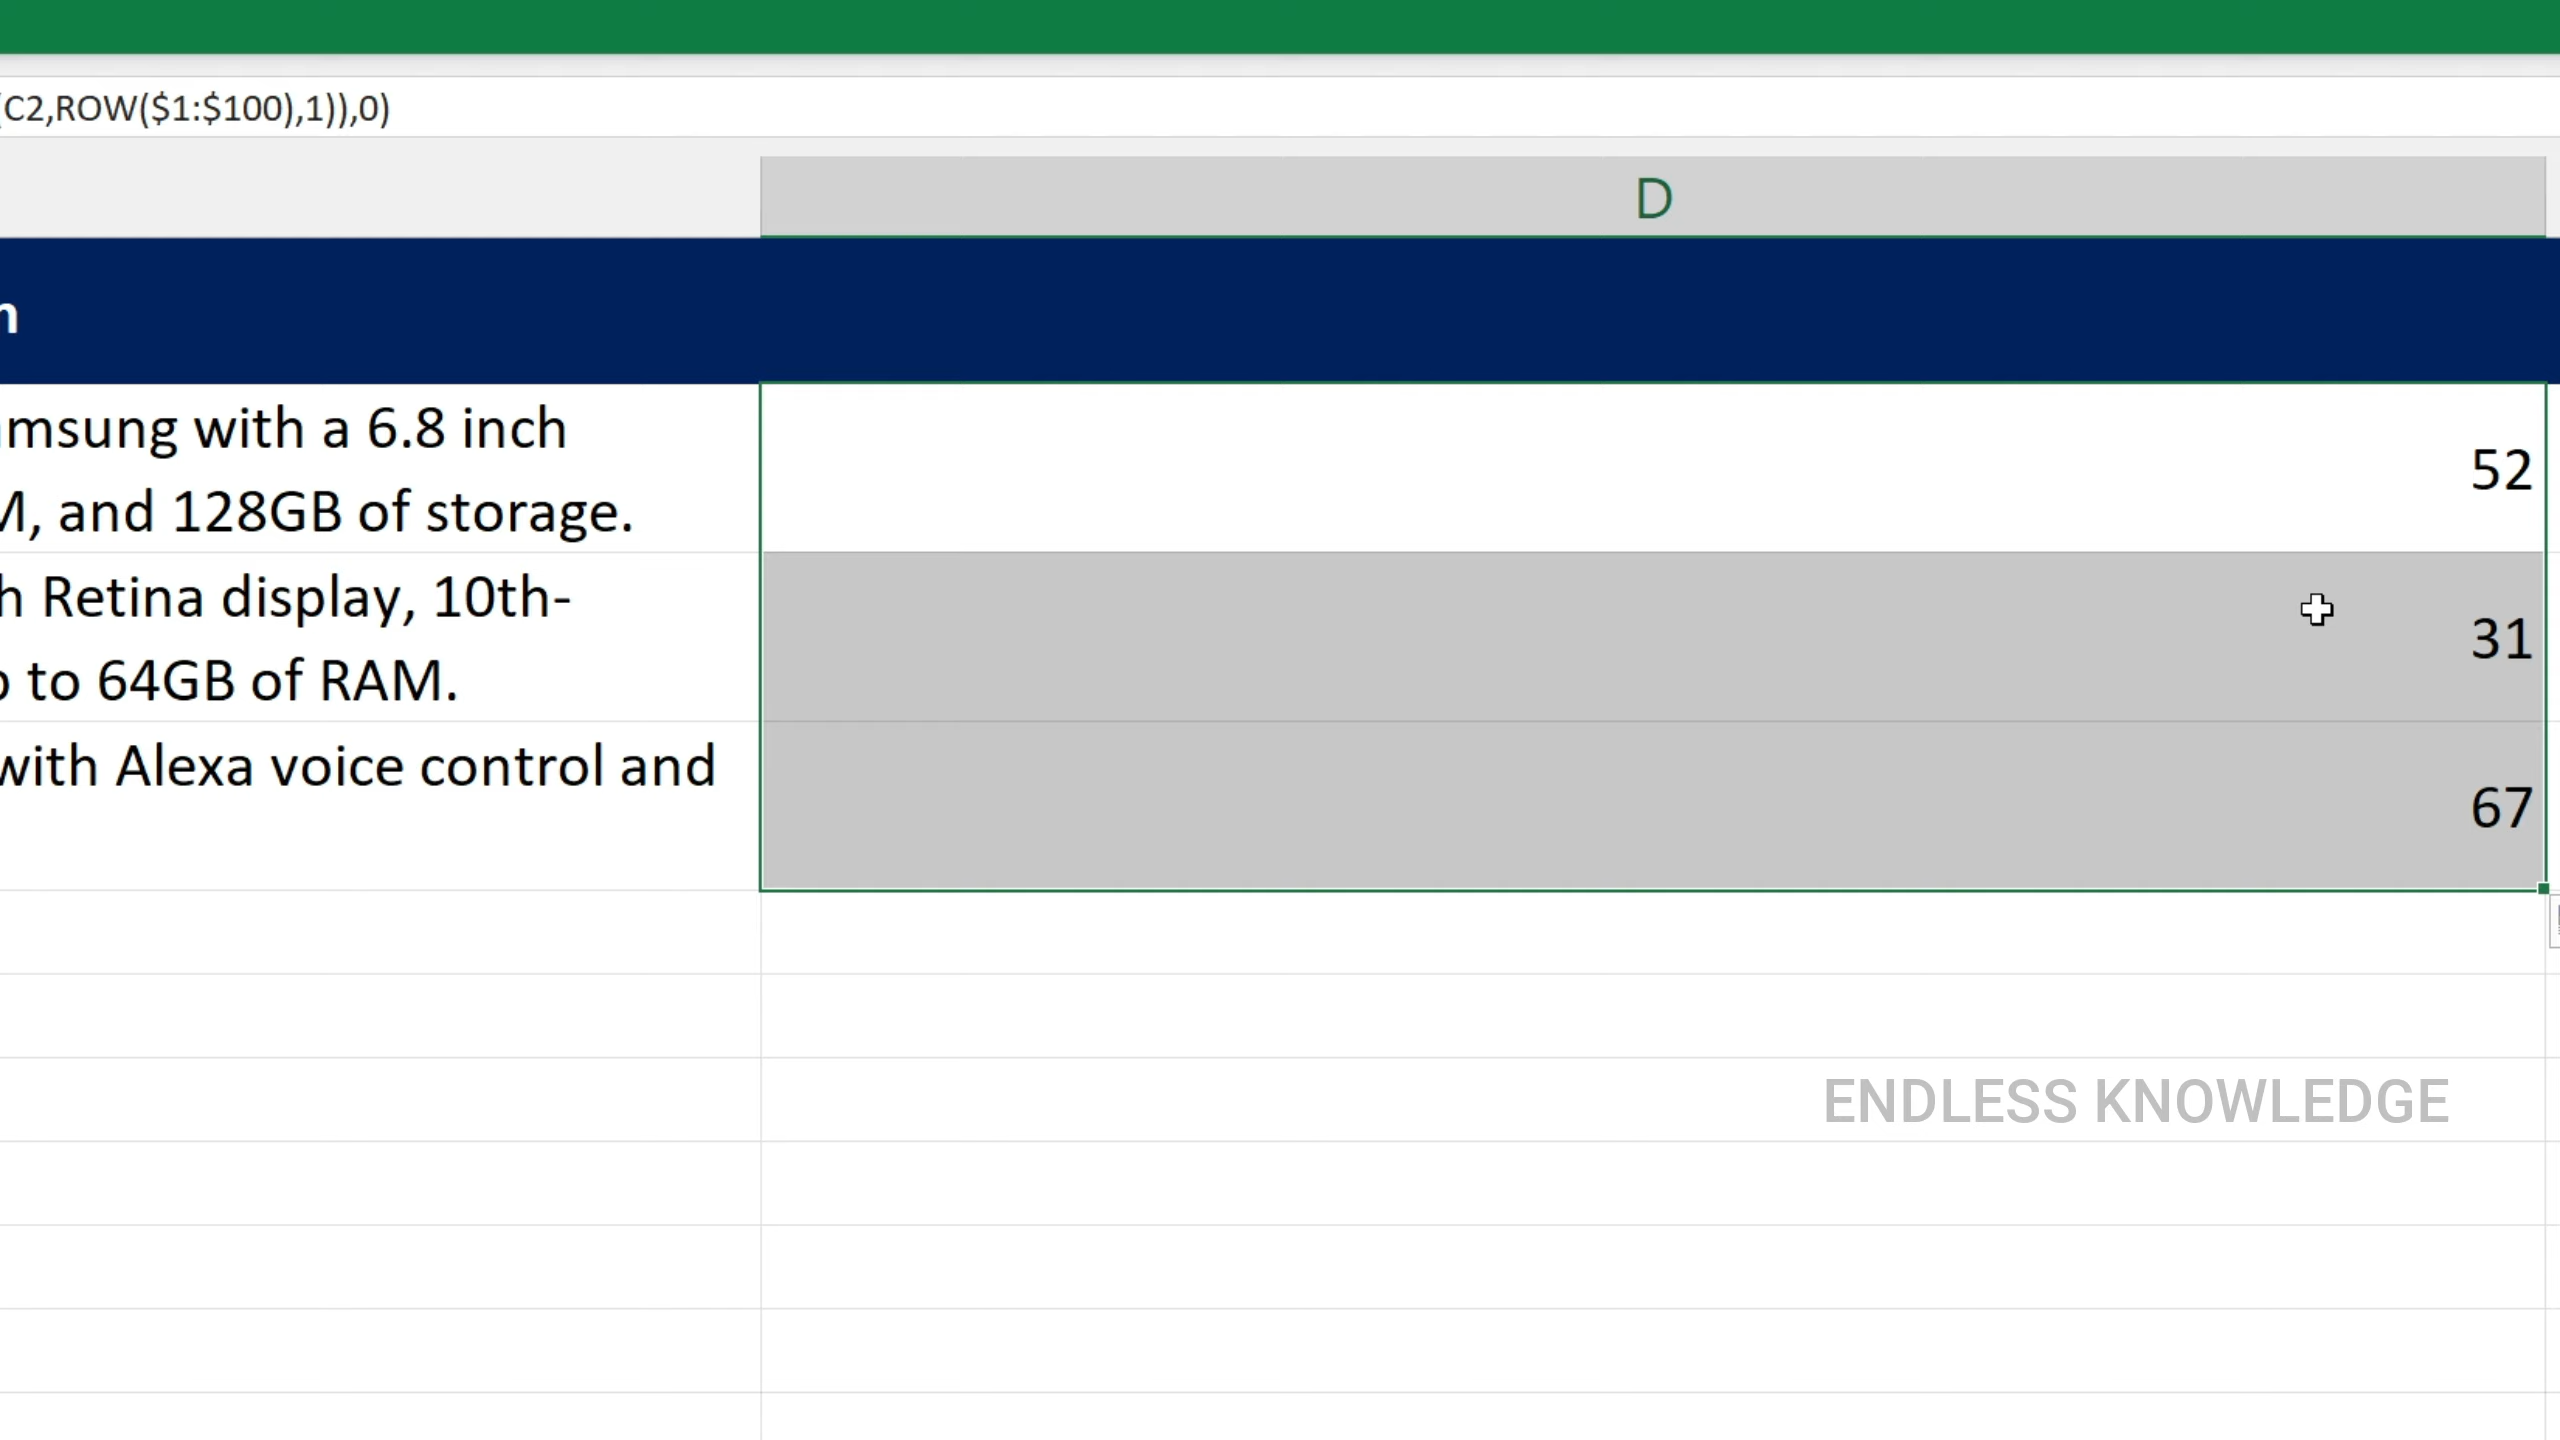 (C2,ROW($1:$100),1)),0)
D
amsung with a 6.8 inch
M, and 128GB of storage.
52
h Retina display, 10th-
to 64GB of RAM.
31
with Alexa voice control and
67
ENDLESS KNOWLEDGE